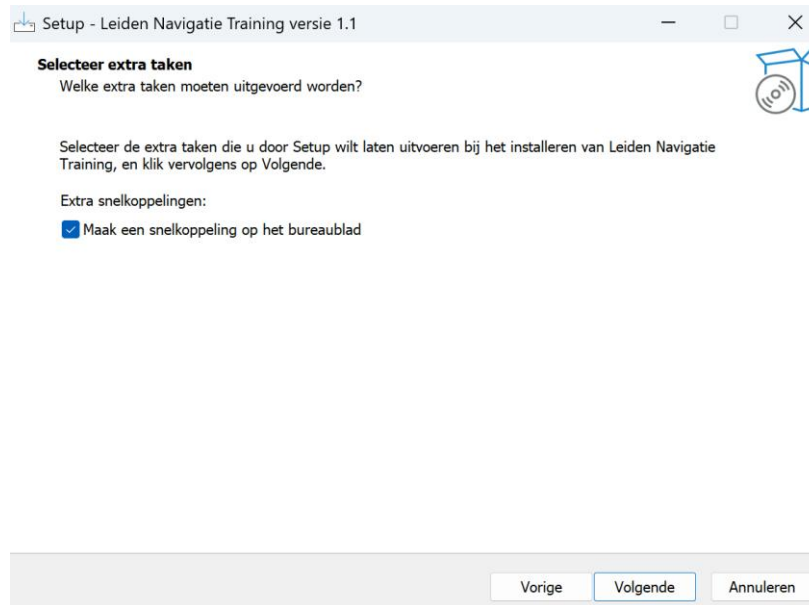 Setup - Leiden Navigatie Training versie 1.1
Selecteer extra taken
Welke extra taken moeten uitgevoerd worden?
Selecteer de extra taken die u door Setup wilt laten uitvoeren bij het installeren van Leiden Navigatie
Training, en klik vervolgens op Volgende.
Extra snelkoppelingen:
Maak een snelkoppeling op het bureaublad
Vorige Volgende Annuleren